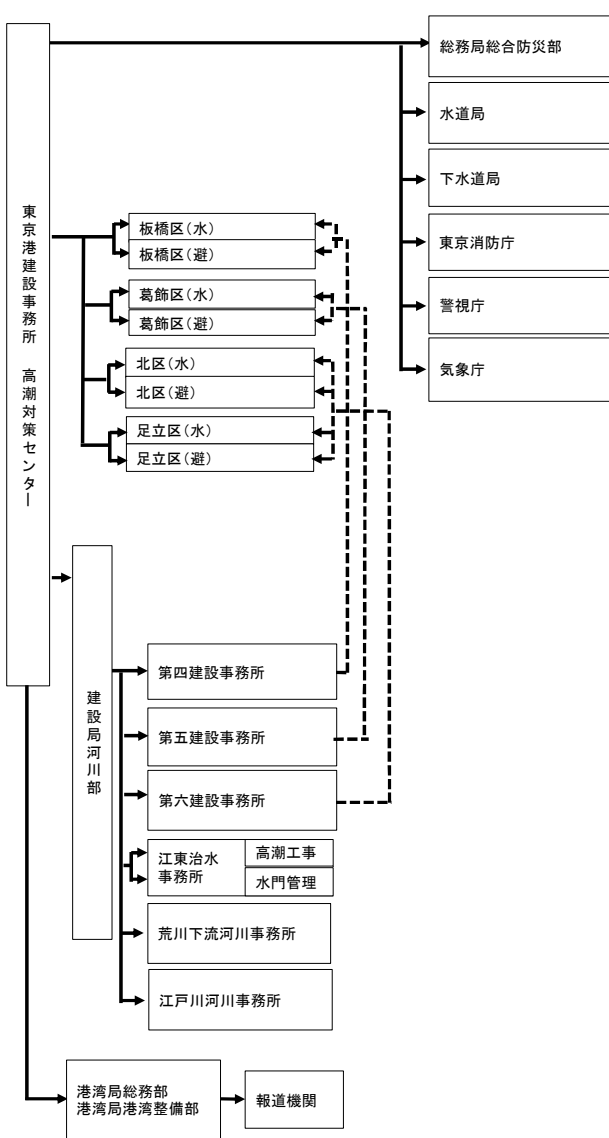 東京港建設事務所　高潮対策センター
総務局総合防災部
水道局
下水道局
東京消防庁
警視庁
気象庁
板橋区(水)
板橋区(避)
葛飾区(水)
葛飾区(避)
北区(水)
北区(避)
足立区(水)
足立区(避)
建設局河川部
第四建設事務所
第五建設事務所
第六建設事務所
江東治水
事務所
高潮工事
水門管理
荒川下流河川事務所
江戸川河川事務所
港湾局総務部
港湾局港湾整備部
報道機関